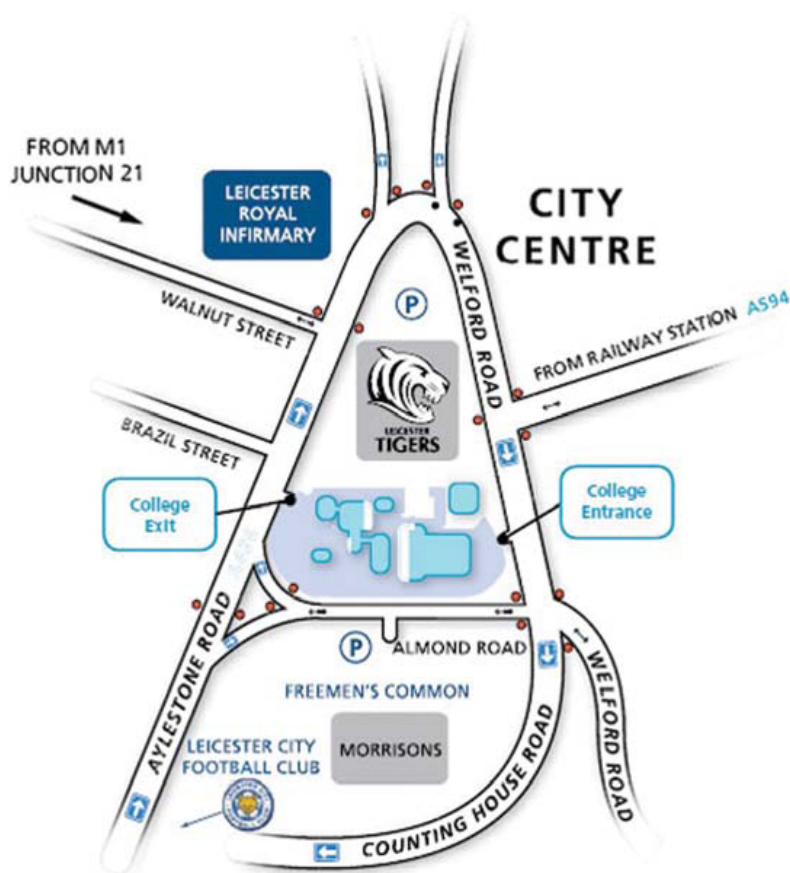 FROM M1
JUNCTION 21
LEICESTER
ROYAL
INFIRMARY
CITY
CENTRE
WALNUT STREET
P
WELFORD ROAD
FROM RAILWAY STATION A594
LEICESTER
TIGERS
BRAZIL STREET
College
Exit
College
Entrance
AYLESTONE ROAD
P
ALMOND ROAD
FREEMEN'S COMMON
MORRISONS
LEICESTER CITY
FOOTBALL CLUB
COUNTING HOUSE ROAD
WELFORD ROAD